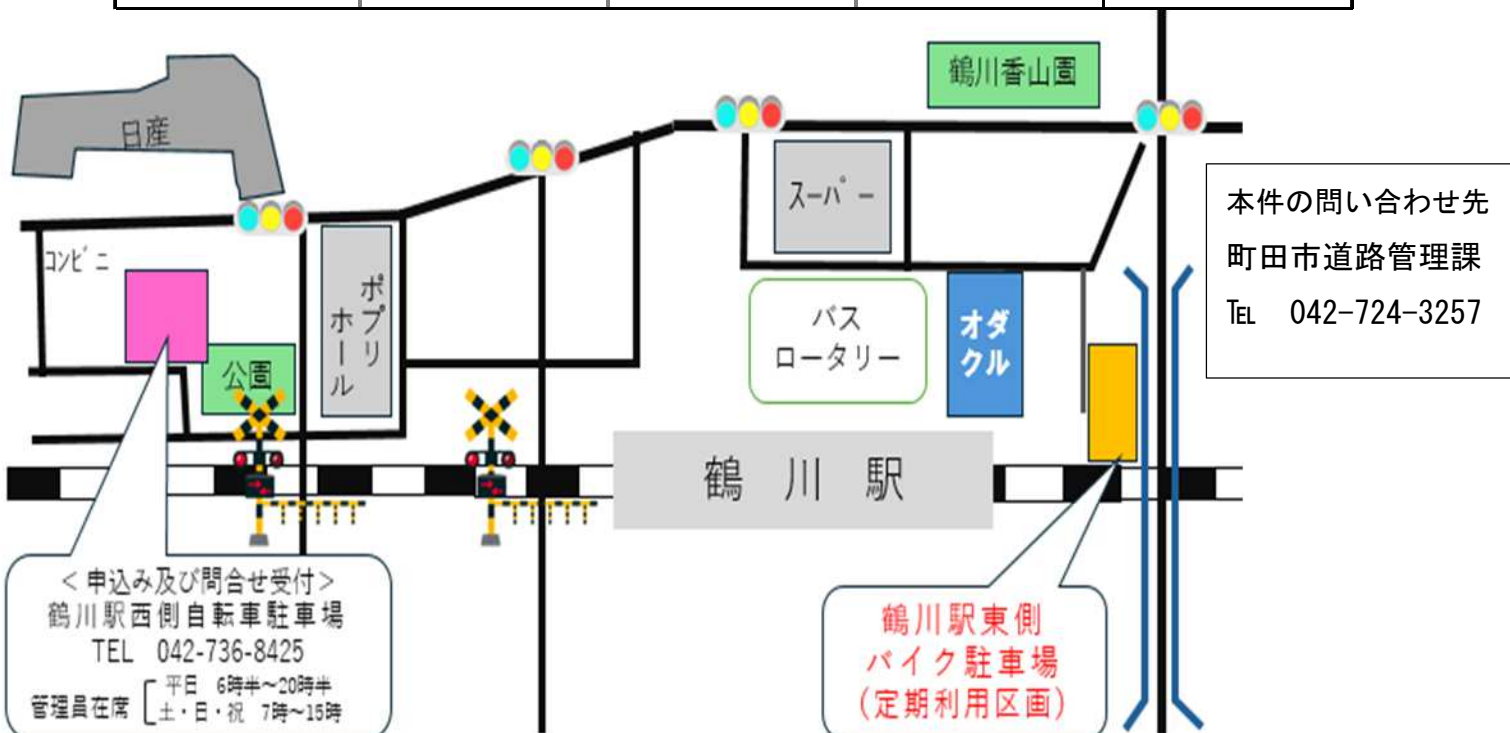 鶴川香山園
日産
スーパー
コンビニ
ポプリ
ホール
公園
バス
ロータリー
オダ
クル
鶴川駅
本件の問い合わせ先
町田市道路管理課
℡ 042-724-3257
＜申込み及び問合せ受付＞
鶴川駅西側自転車駐車場
TEL 042-736-8425
管理員在席
平日 6時半～20時半
土・日・祝 7時～15時
鶴川駅東側
バイク駐車場
(定期利用区画)